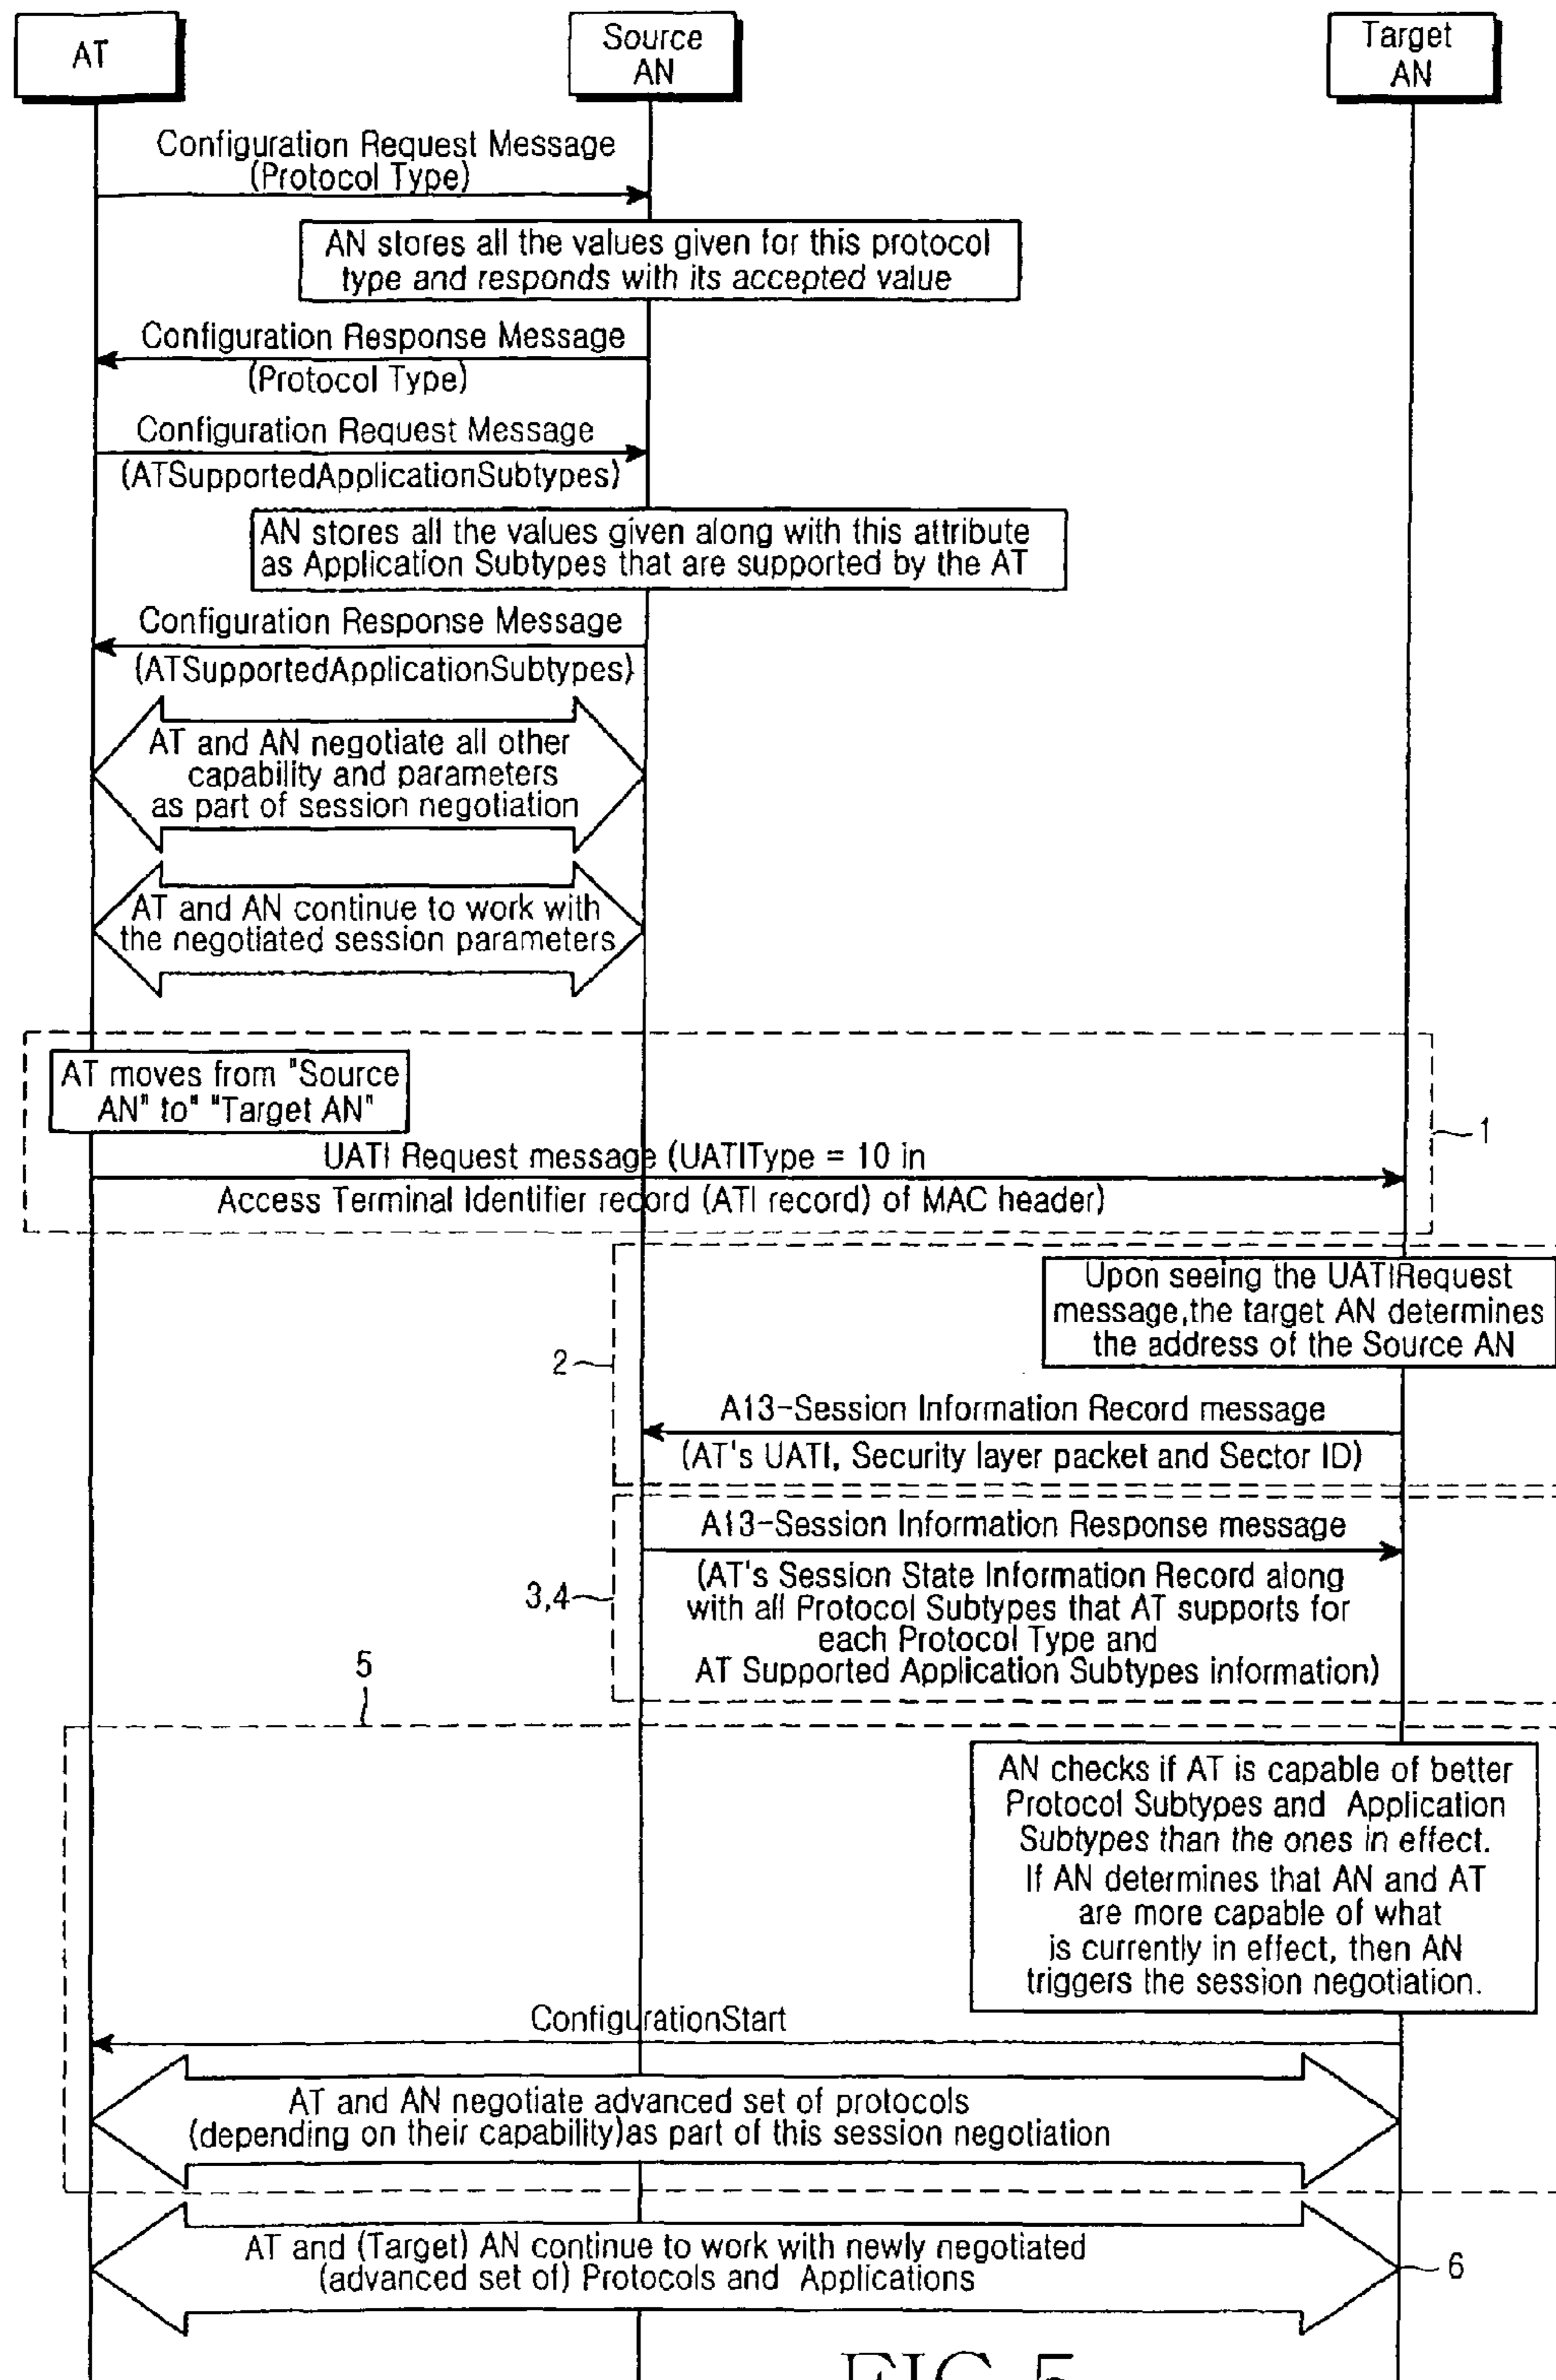 AT
Source
AN
Target
AN
Configuration Request Message
(Protocol Type)
AN stores all the values given for this protocol
type and responds with its accepted value
Configuration Response Message
(Protocol Type)
Configuration Request Message
(ATSupportedApplicationSubtypes)
AN stores all the values given along with this attribute
as Application Subtypes that are supported by the AT
Configuration Response Message
(ATSupportedApplicationSubtypes)
AT and AN negotiate all other
capability and parameters
as part of session negotiation
AT and AN continue to work with
the negotiated session parameters
AT moves from "Source
AN" to" "Target AN"
1
UATI Request message (UATIType = 10 in
Access Terminal Identifier record (ATI record) of MAC header)
Upon seeing the UATIRequest
message,the target AN determines
the address of the Source AN
2
A13-Session Information Record message
(AT's UATI, Security layer packet and Sector ID)
A13-Session Information Response message
3,4
(AT's Session State Information Record along
with all Protocol Subtypes that AT supports for
each Protocol Type and
AT Supported Application Subtypes information)
5
AN checks if AT is capable of better
Protocol Subtypes and Application
Subtypes than the ones in effect.
If AN determines that AN and AT
are more capable of what
is currently in effect, then AN
triggers the session negotiation.
ConfigurationStart
AT and AN negotiate advanced set of protocols
(depending on their capability)as part of this session negotiation
AT and (Target) AN continue to work with newly negotiated
(advanced set of) Protocols and Applications
6
FIG.5